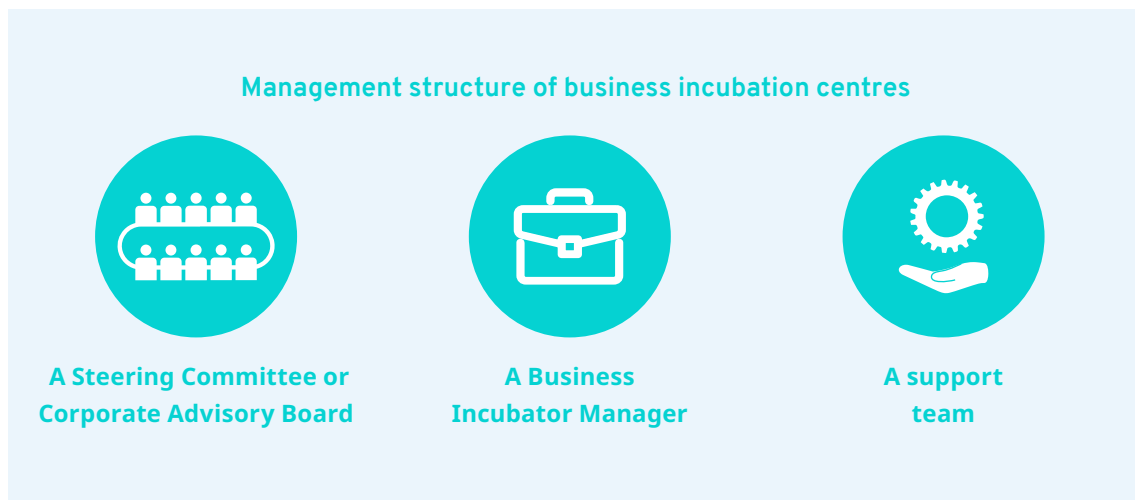 Management structure of business incubation centres
A Steering Committee or
Corporate Advisory Board
A Business
Incubator Manager
A support
team